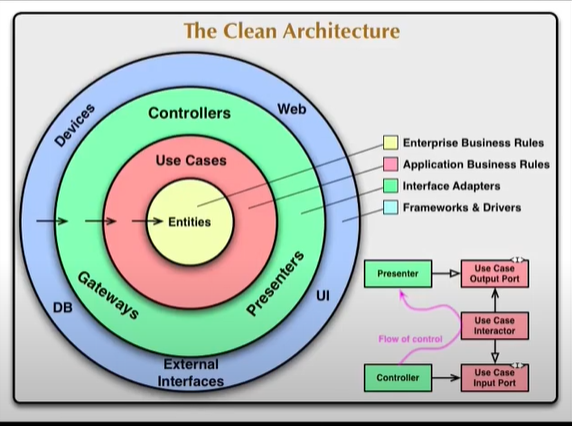 The Clean Architecture
Devices
Web
Controllers
Use Cases
Entities
Gateways
Presenters
DB
UI
External
Interfaces
Enterprise Business Rules
Application Business Rules
Interface Adapters
Frameworks & Drivers
Presenter
Use Case
Output Port
Flow of control
Use Case
Interactor
Controller
Use Case
Input Port